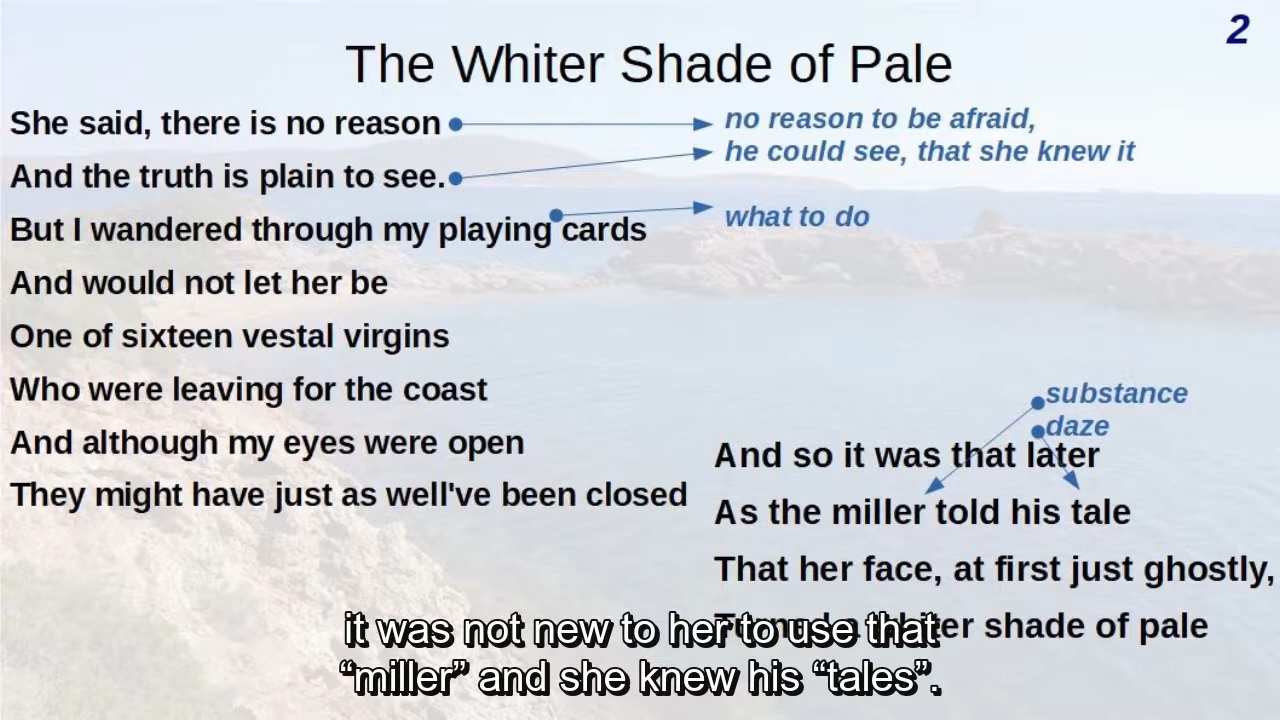 2
The Whiter Shade of Pale
She said, there is no reason
no reason to be afraid,
he could see, that she knew it
And the truth is plain to see.
But I wandered through my playing cards
what to do
And would not let her be
One of sixteen vestal virgins
Who were leaving for the coast
And although my eyes were open
They might have just as well've been closed
substance
daze
And so it was that later
As the miller told his tale
That her face, at first just ghostly,
shade of pale
it was not new to her to use that
“miller” and she knew his “tales”.